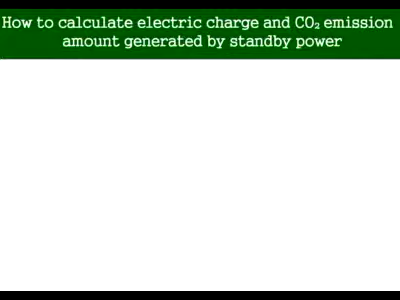 How to calculate electric charge and CO₂ emission
amount generated by standby power